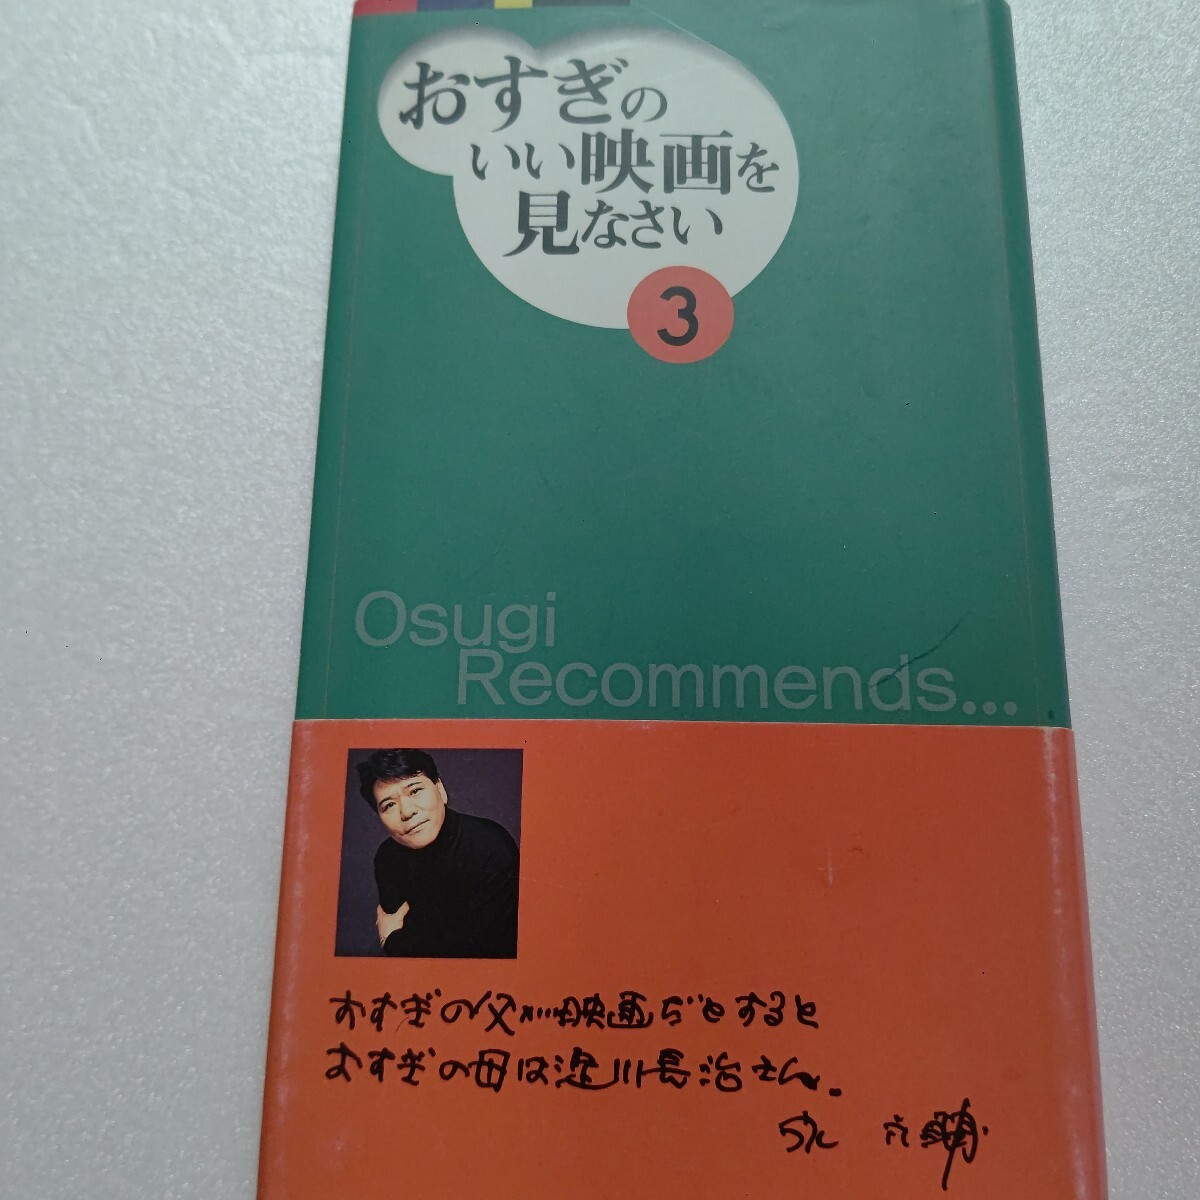 おすぎの
いい映画を
見なさい
3
Osugi
Recommends...
おすぎの父が映画だとすると
おすぎの母は淀川長治さん。
永 六輔